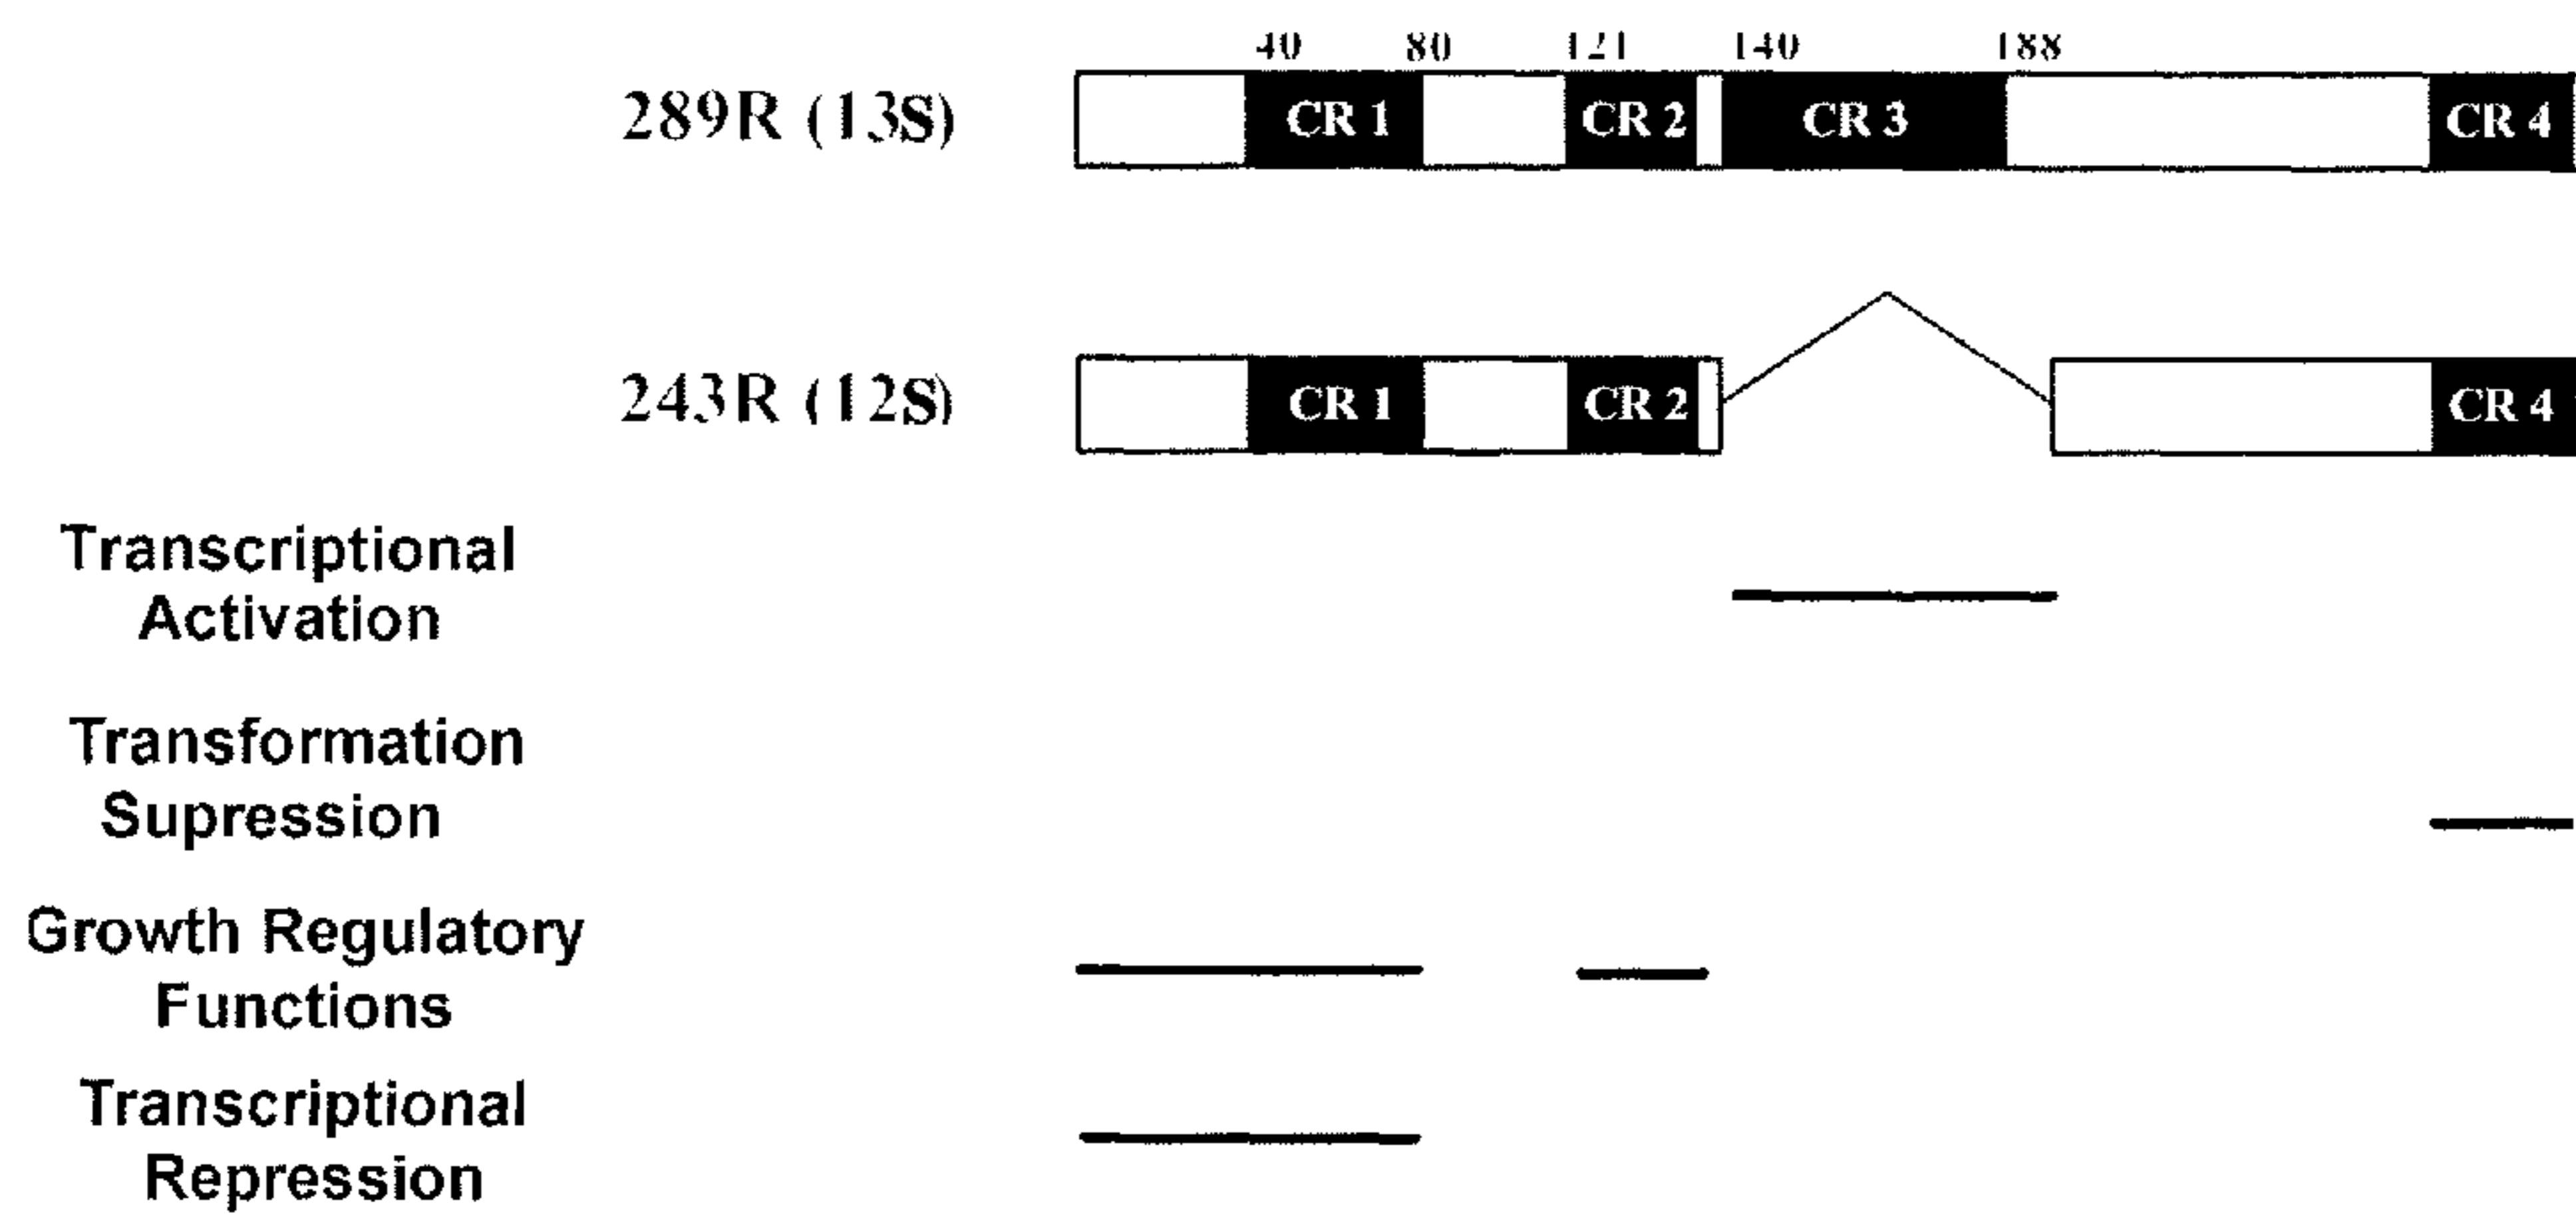 40 80 121 140 188
289R (13S) CR 1 CR 2 CR 3 CR 4
243R (12S) CR 1 CR 2 CR 4
Transcriptional
Activation
Transformation
Supression
Growth Regulatory
Functions
Transcriptional
Repression